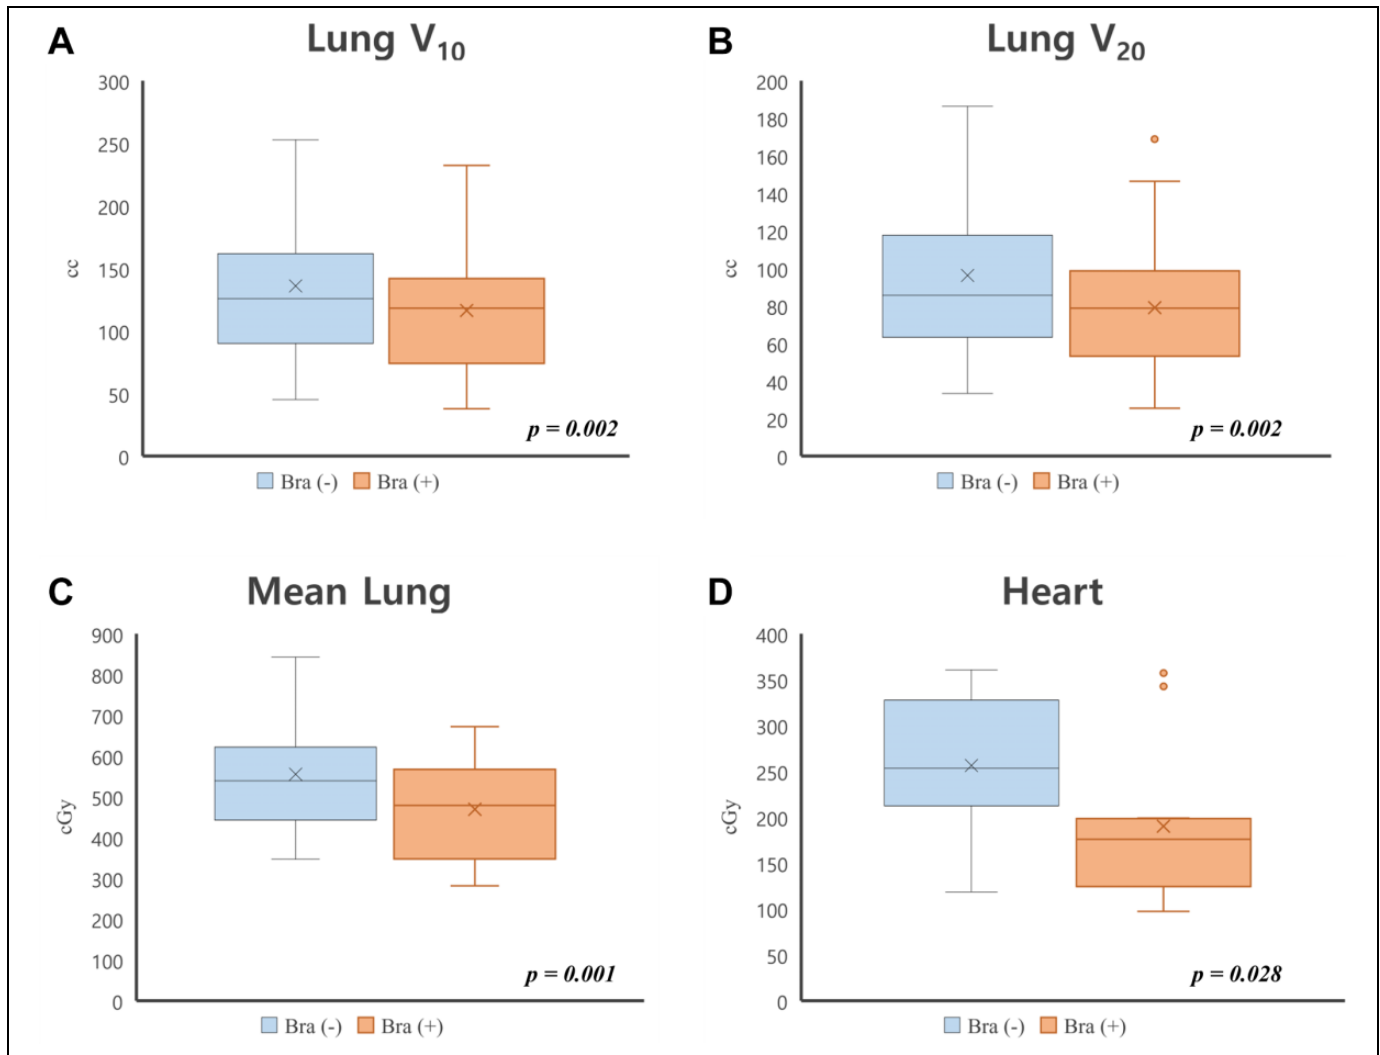 A
Lung V10
300
250
200
150
100
50
0
cc
p = 0.002
Bra (-) Bra (+)
B
Lung V20
200
180
160
140
120
100
80
60
40
20
0
cc
p = 0.002
Bra (-) Bra (+)
C
Mean Lung
900
800
700
600
500
400
300
200
100
0
cGy
p = 0.001
Bra (-) Bra (+)
D
Heart
400
350
300
250
200
150
100
50
0
cGy
p = 0.028
Bra (-) Bra (+)